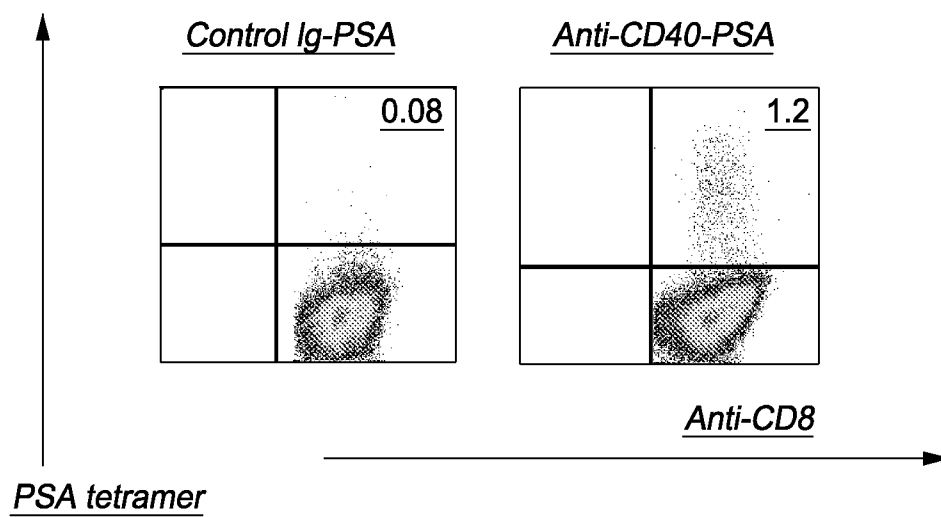 Control Ig-PSA
Anti-CD40-PSA
0.08
1.2
Anti-CD8
PSA tetramer